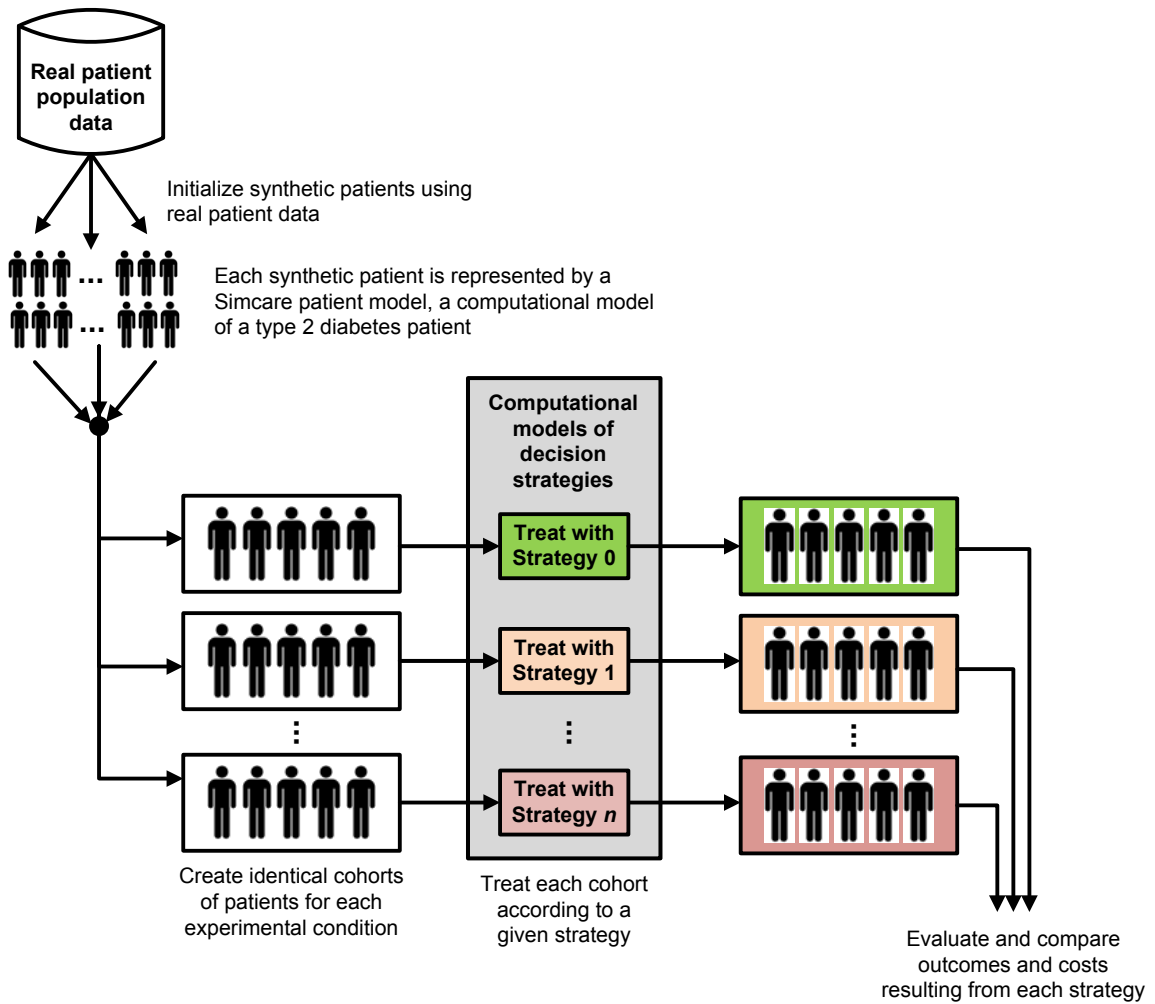 Real patient
population
data
Initialize synthetic patients using
real patient data
...
Each synthetic patient is represented by a
Simcare patient model, a computational model
of a type 2 diabetes patient
...
Computational
models of
decision
strategies
Treat with
Strategy 0
Treat with
Strategy 1
...
...
...
Treat with
Strategy n
Create identical cohorts
of patients for each
experimental condition
Treat each cohort
according to a
given strategy
Evaluate and compare
outcomes and costs
resulting from each strategy